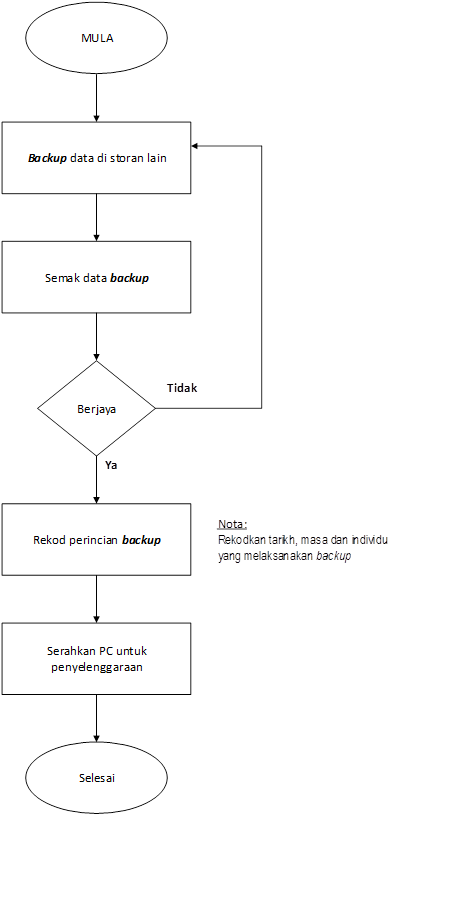 MULA
Backup data di storan lain
Semak data backup
Tidak
Berjaya
Ya
Rekod perincian backup
Nota:
Rekodkan tarikh, masa dan individu
yang melaksanakan backup
Serahkan PC untuk
penyelenggaraan
Selesai